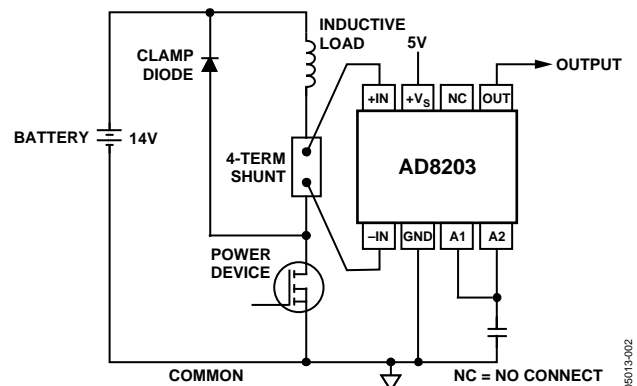 INDUCTIVE
LOAD
CLAMP
DIODE
5V
OUTPUT
+IN
+VS
NC
OUT
BATTERY
14V
4-TERM
SHUNT
AD8203
–IN
GND
A1
A2
POWER
DEVICE
COMMON
NC = NO CONNECT
05013-002